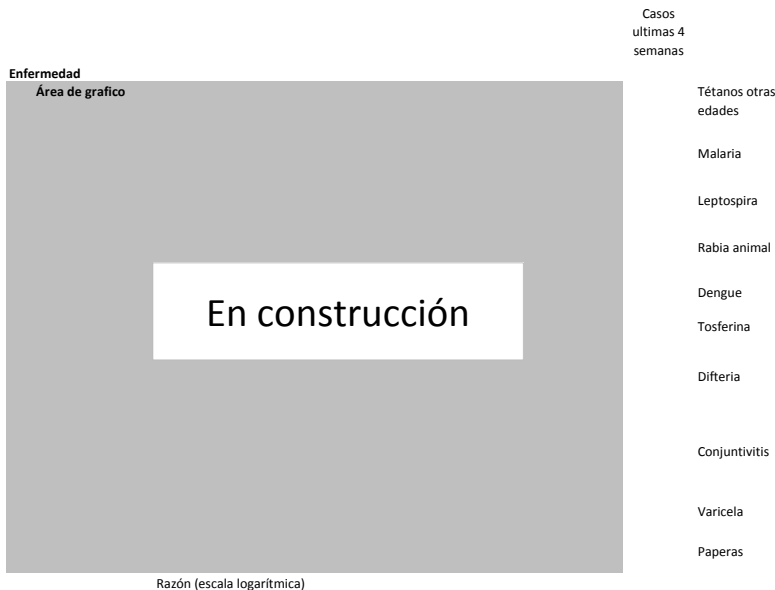 Casos
ultimas 4
semanas
Enfermedad
Área de grafico
Tétanos otras
edades
Malaria
Leptospira
Rabia animal
En construcción
Dengue
Tosferina
Difteria
Conjuntivitis
Varicela
Paperas
Razón (escala logarítmica)